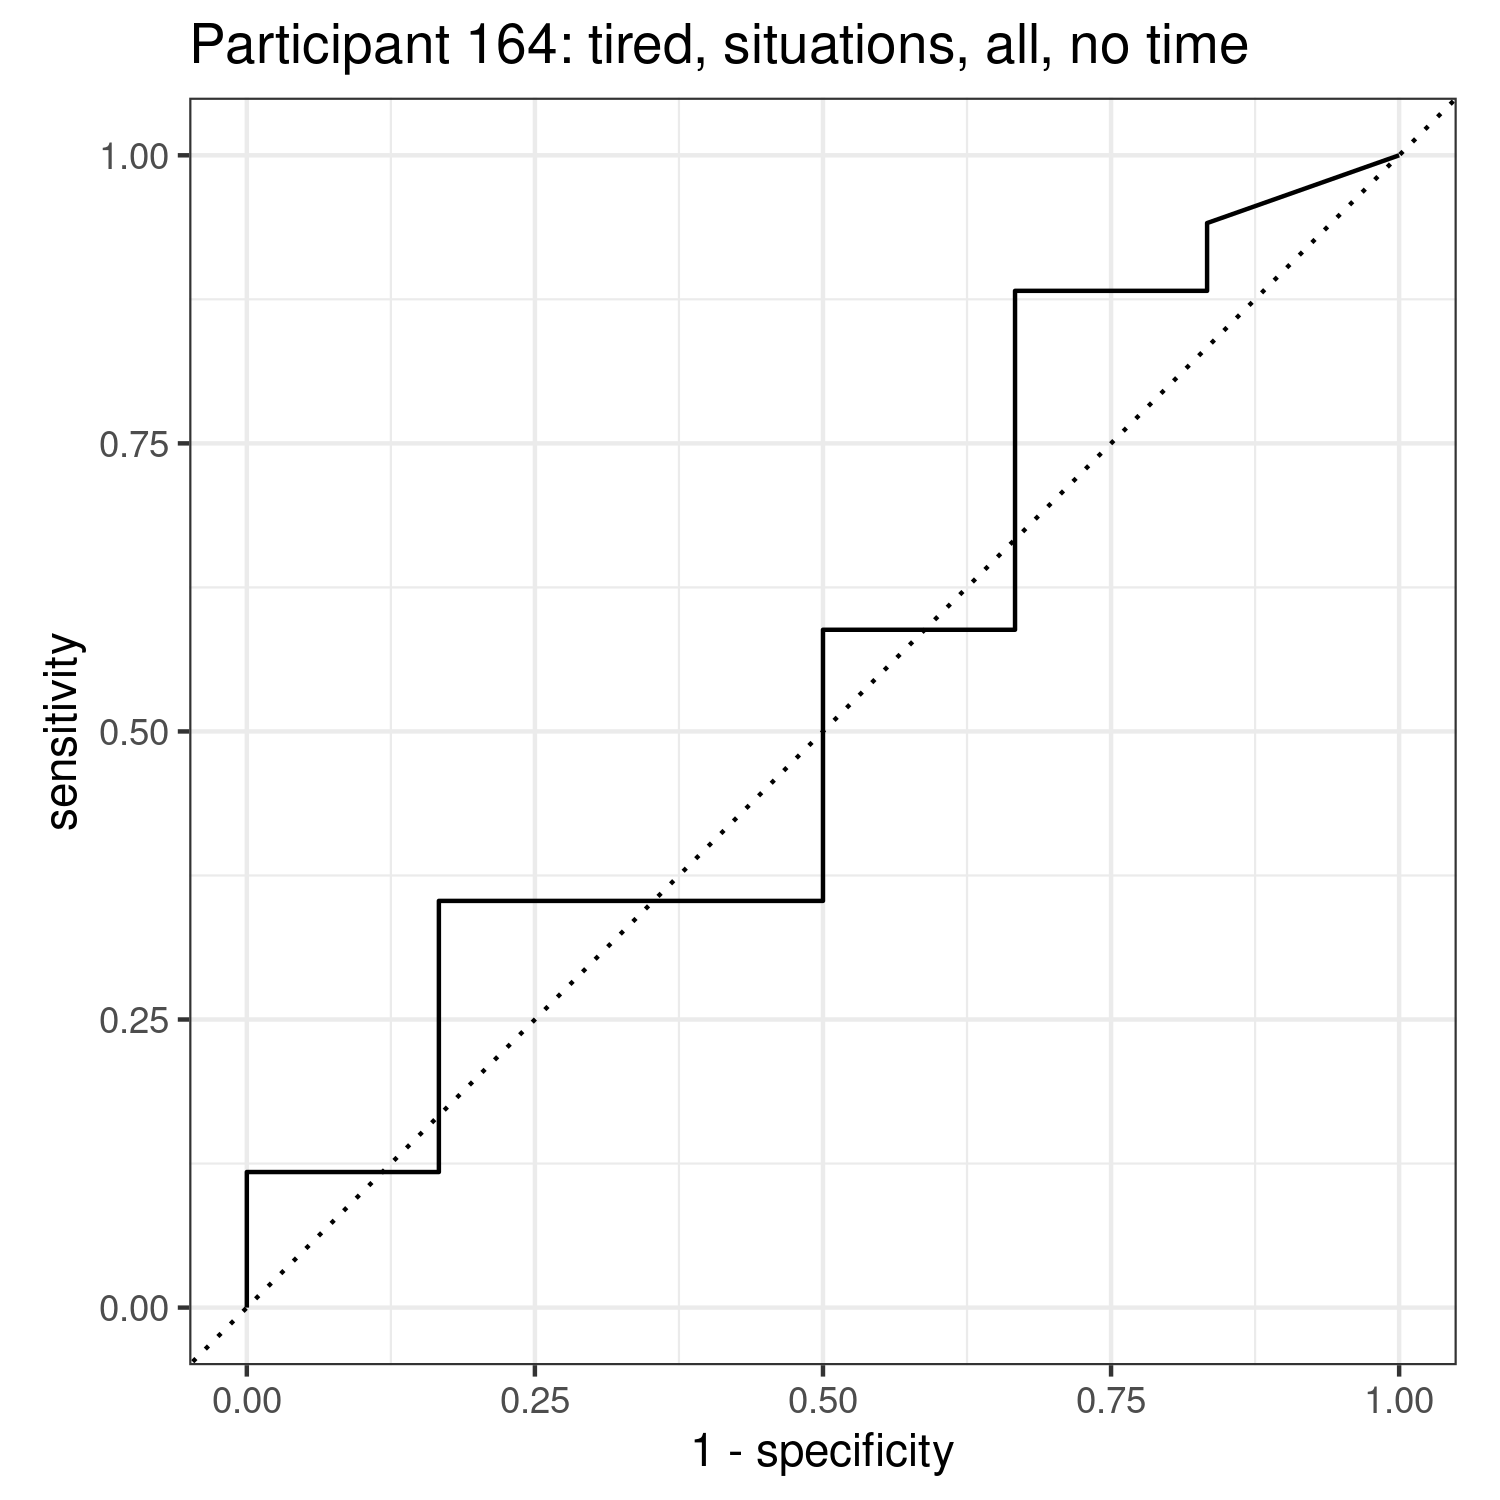 Participant 164: tired, situations, all, no time
sensitivity
1.00
0.75
0.50
0.25
0.00
0.00 0.25 0.50 0.75 1.00
1 - specificity